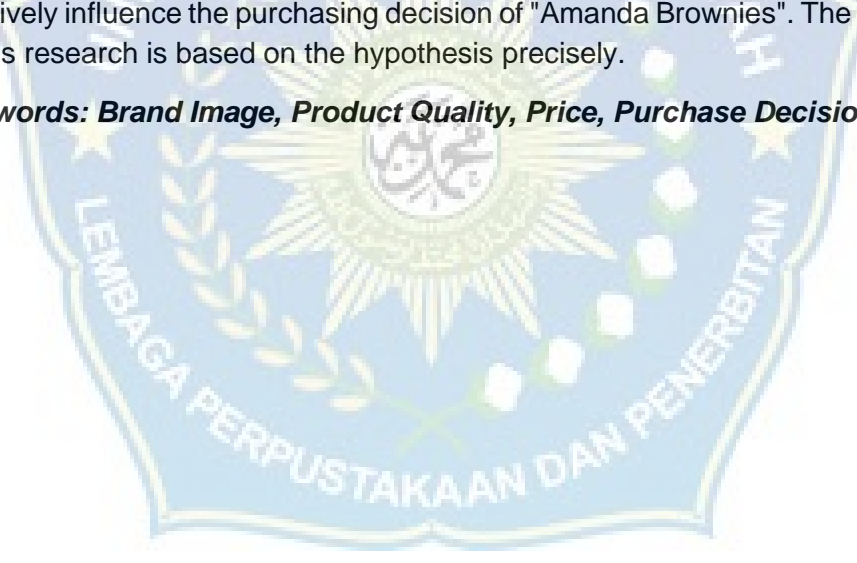 ively influence the purchasing decision of "Amanda Brownies". The
s research is based on the hypothesis precisely.
words: Brand Image, Product Quality, Price, Purchase Decisio
LEMBAGA PERPUSTAKAAN DAN PENERBITAN